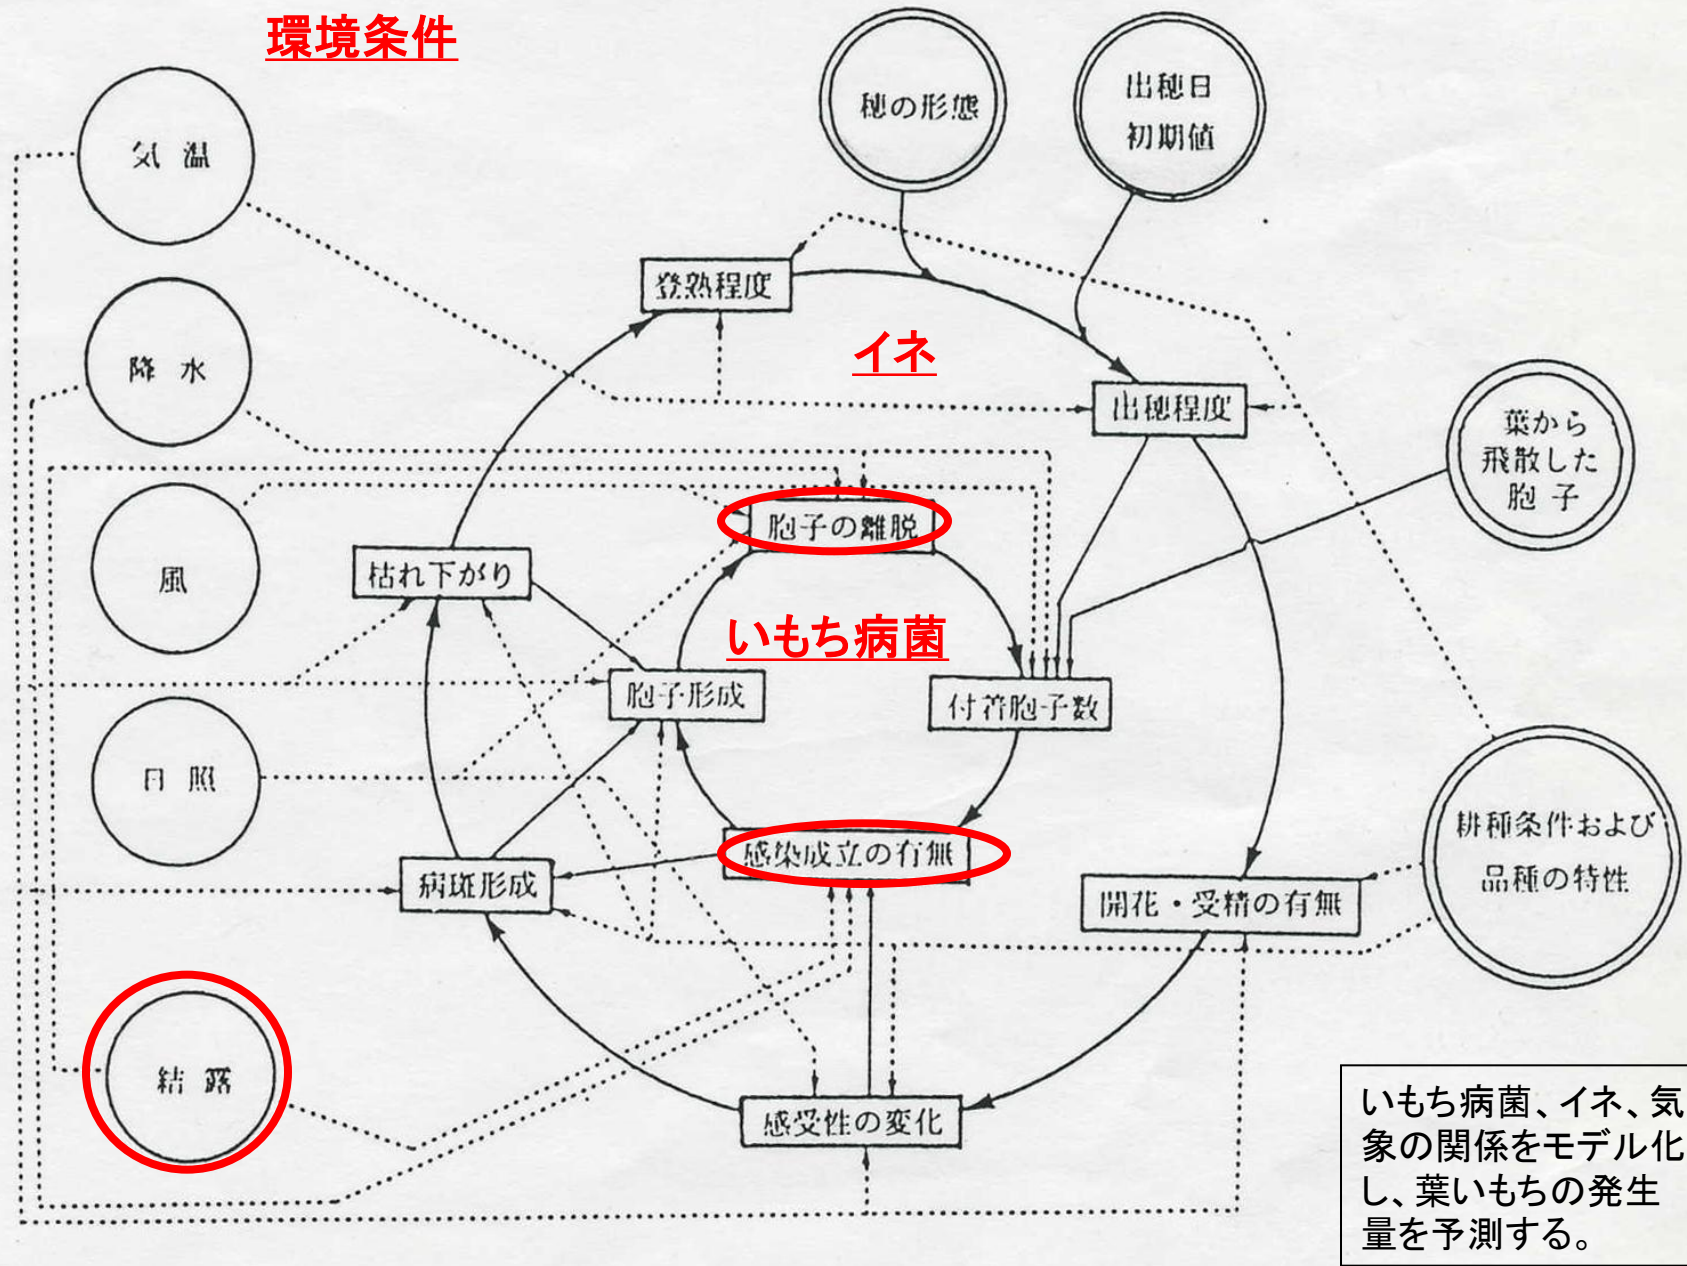 環境条件
穂の形態
出穂日
初期値
気温
登熟程度
イネ
降水
出穂程度
葉から
飛散した
胞子
胞子の離脱
風
枯れ下がり
いもち病菌
胞子形成
付着胞子数
日照
感染成立の有無
耕種条件および
品種の特性
病斑形成
開花・受精の有無
結露
感受性の変化
いもち病菌、イネ、気
象の関係をモデル化
し、葉いもちの発生
量を予測する。